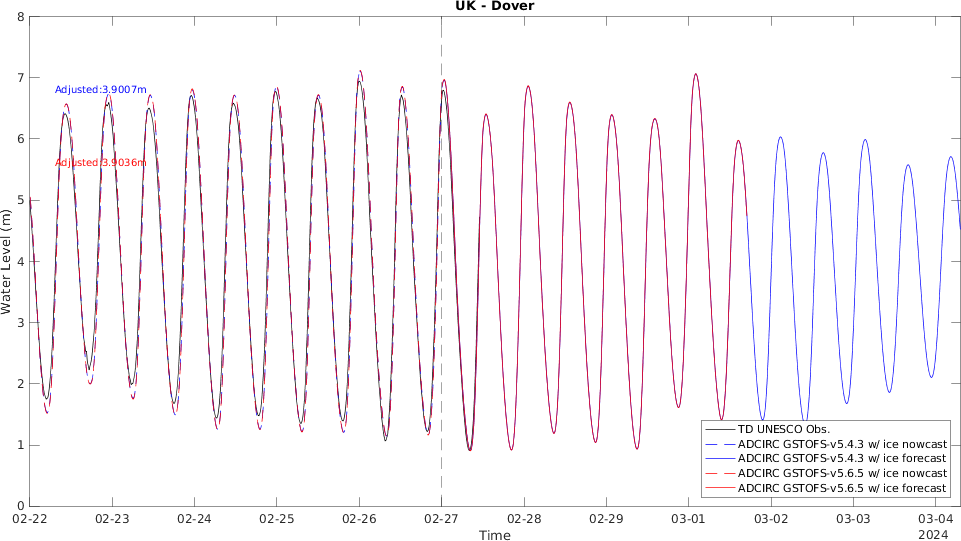 UK - Dover
8
7
6
5
4
3
2
1
0
Water Level (m)
Adjusted:3.9007m
Adjusted:3.9036m
TD UNESCO Obs.
ADCIRC GSTOFS-v5.4.3 w/ ice nowcast
ADCIRC GSTOFS-v5.4.3 w/ ice forecast
ADCIRC GSTOFS-v5.6.5 w/ ice nowcast
ADCIRC GSTOFS-v5.6.5 w/ ice forecast
02-22 02-23 02-24 02-25 02-26 02-27 02-28 02-29 03-01 03-02 03-03 03-04
Time
2024